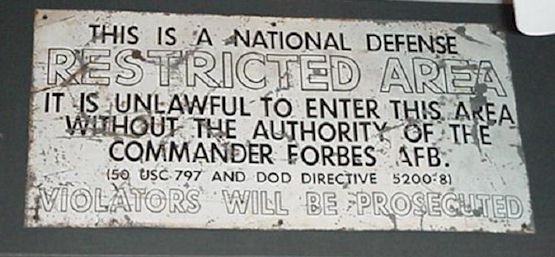 THIS IS A NATIONAL DEFENSE
RESTRICTED AREA
IT IS UNLAWFUL TO ENTER THIS AREA
WITHOUT THE AUTHORITY OF THE
COMMANDER FORBES AFB.
(50 USC 797 AND DOD DIRECTIVE 5200·8)
VIOLATORS WILL BE PROSECUTED